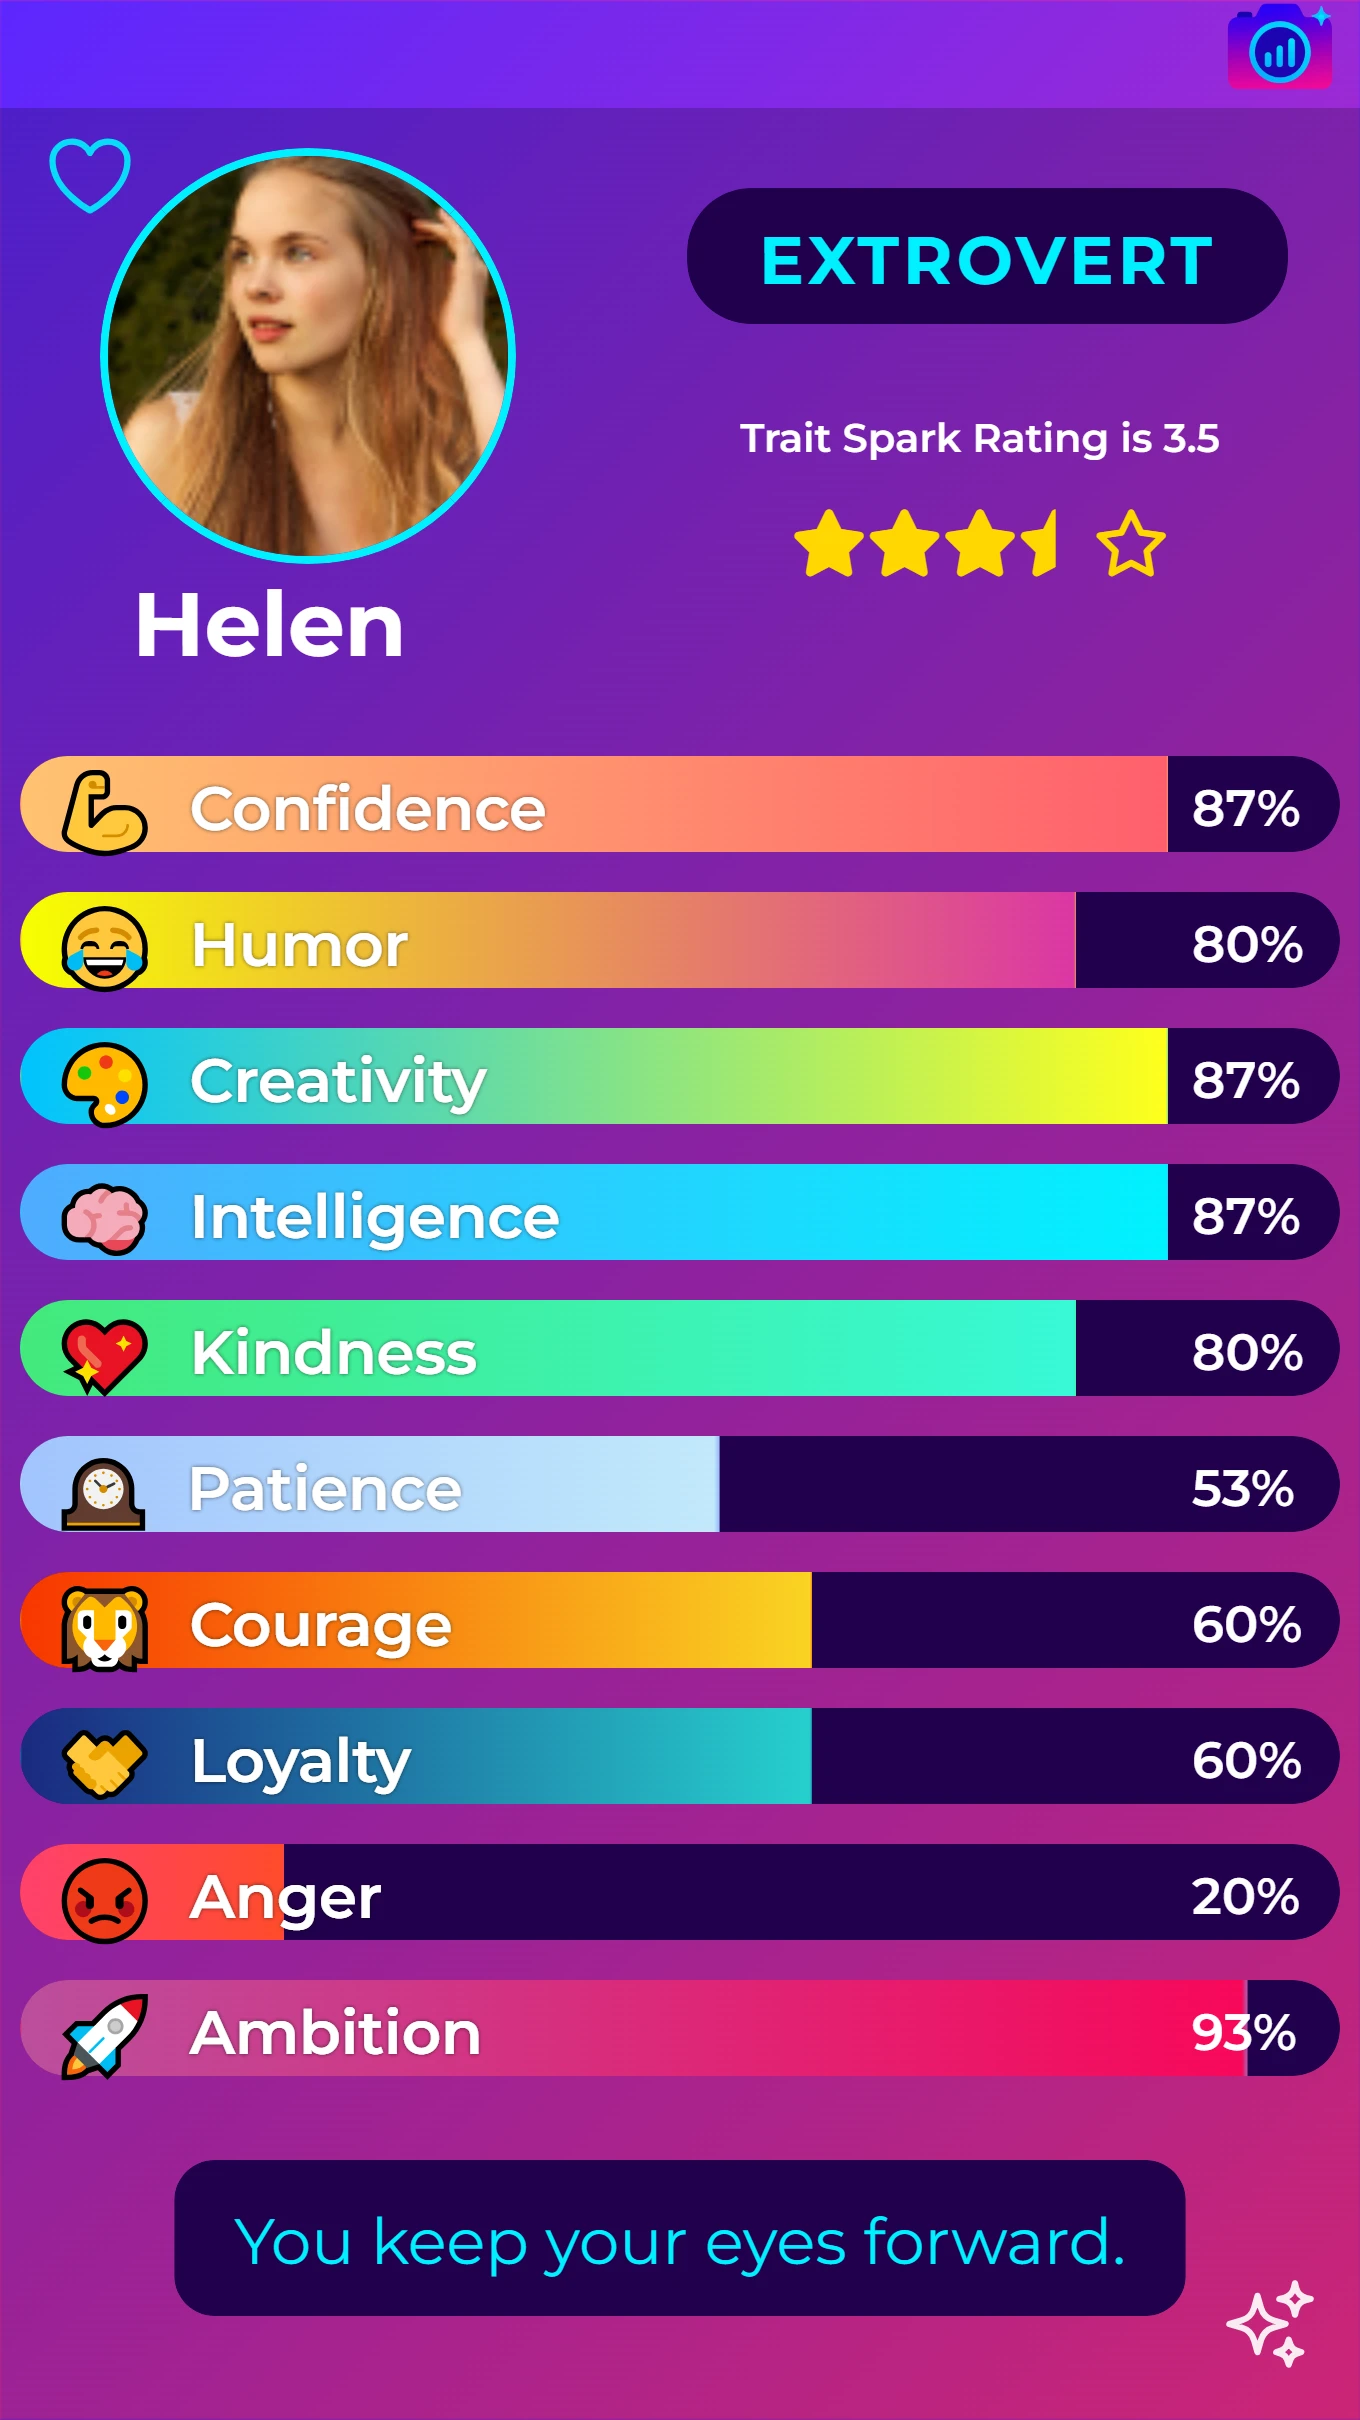 EXTROVERT
Trait Spark Rating is 3.5
Helen
Confidence 87%
Humor 80%
Creativity 87%
Intelligence 87%
Kindness 80%
Patience 53%
Courage 60%
Loyalty 60%
Anger 20%
Ambition 93%
You keep your eyes forward.